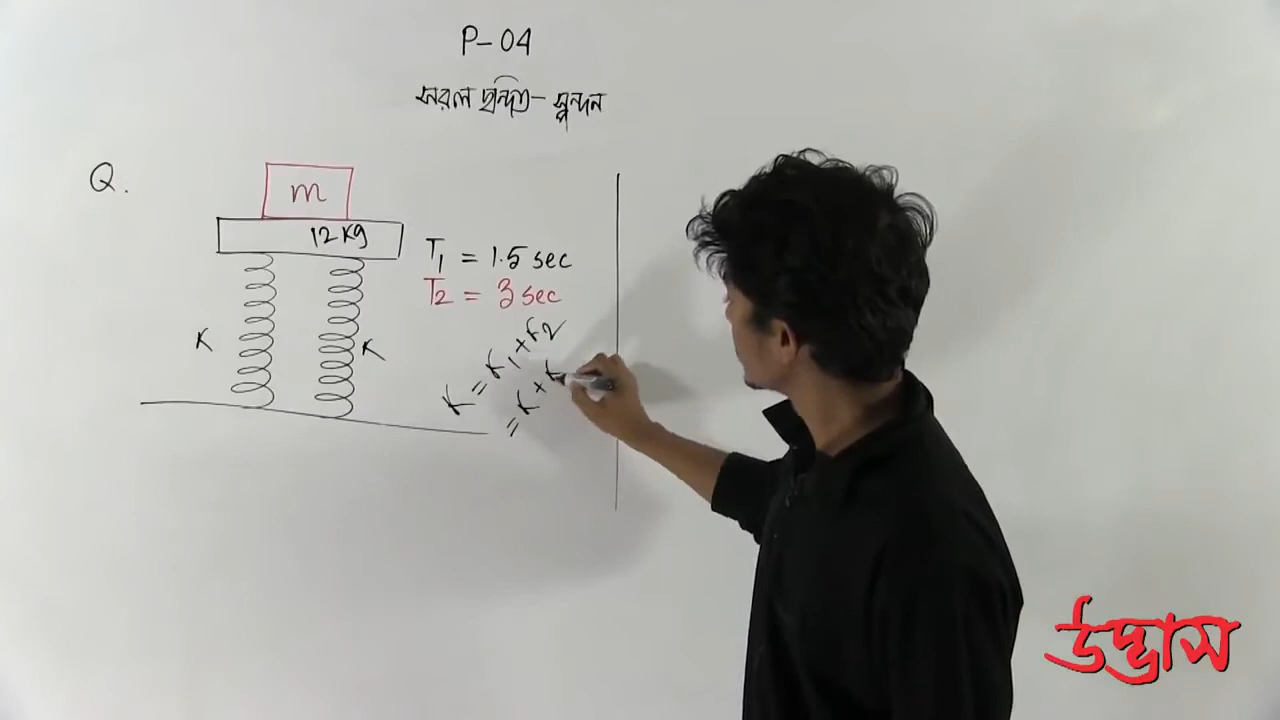 P-04
সরল ছন্দিত-স্পন্দন
Q.
m
12 Kg
T₁ = 1.5 sec
T₂ = 3 sec
K
K
K = K₁+K₂
= K+K
উদ্ভাস